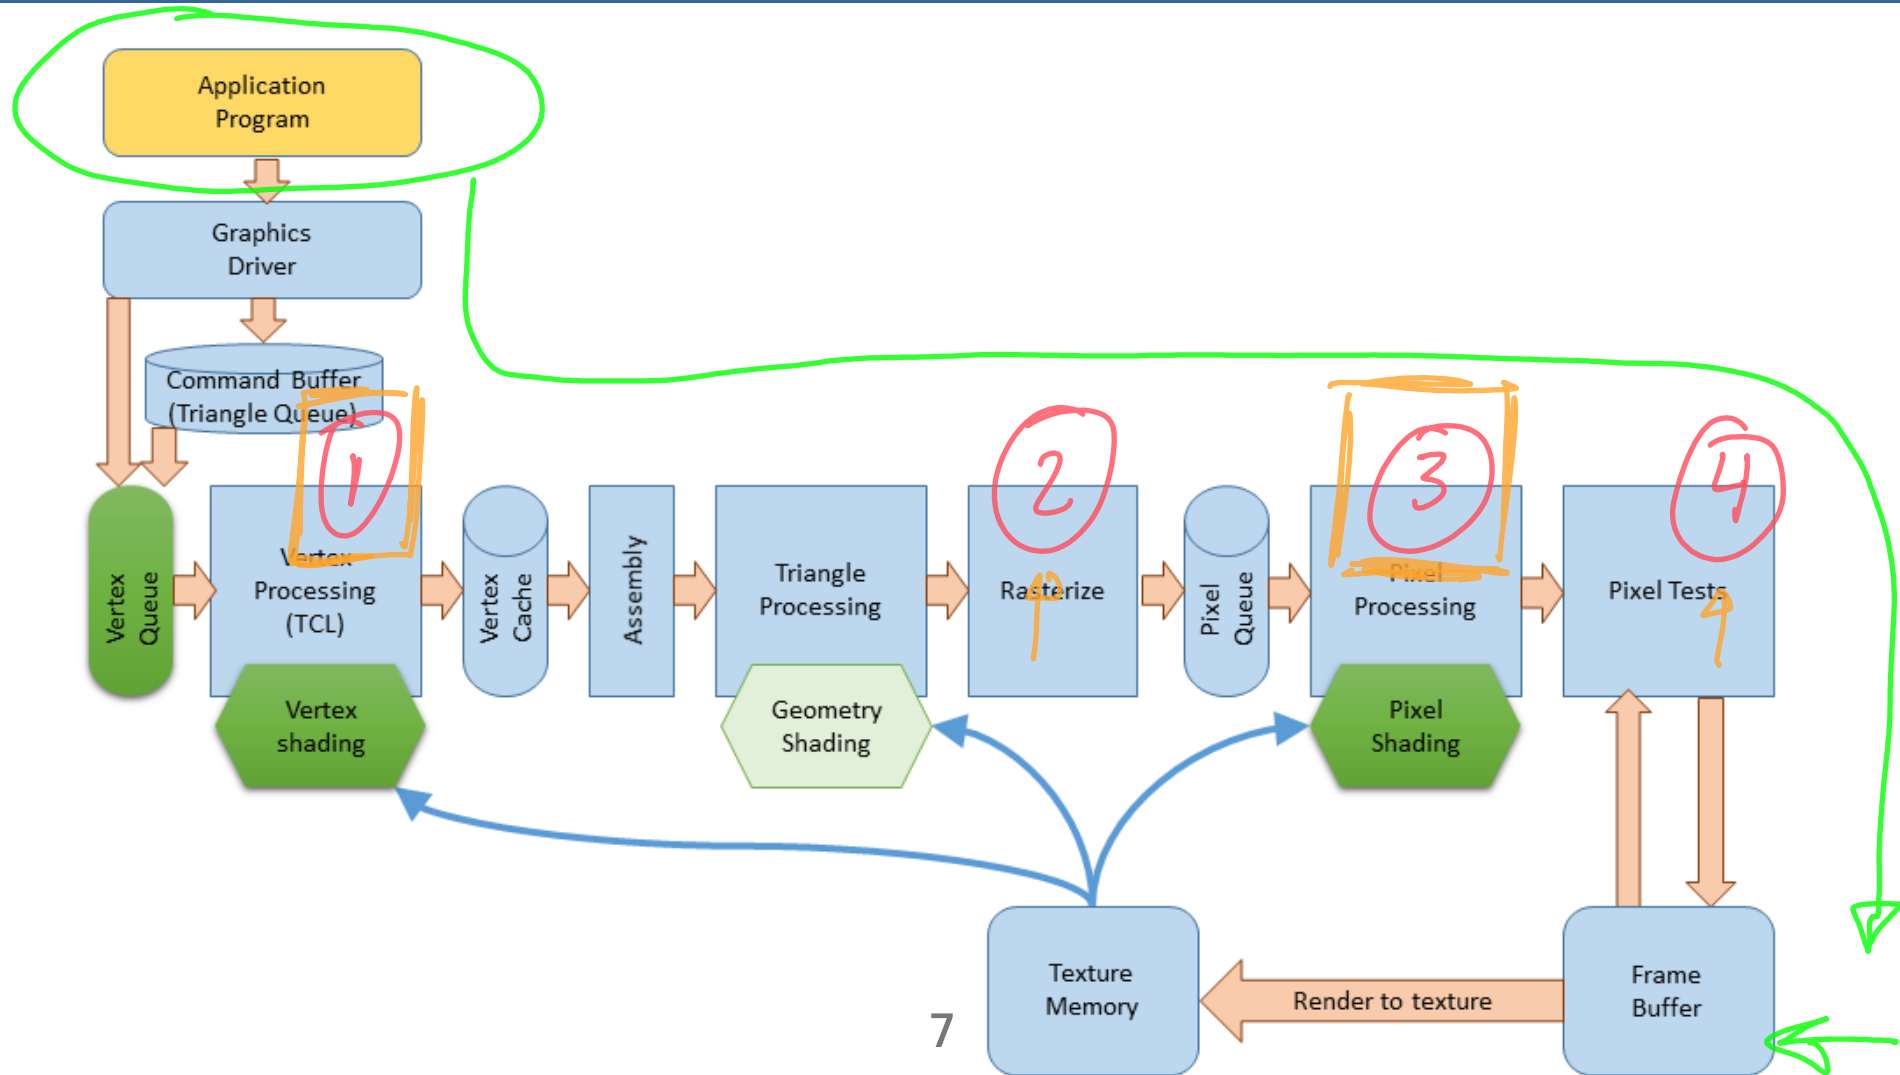 Application
Program
Graphics
Driver
Command Buffer
(Triangle Queue)
1
2
3
4
Vertex
Queue
Vertex
Processing
(TCL)
Vertex
Cache
Assembly
Triangle
Processing
Rasterize
Pixel
Queue
Pixel
Processing
Pixel Tests
Vertex
shading
Geometry
Shading
Pixel
Shading
Texture
Memory
Render to texture
Frame
Buffer
7